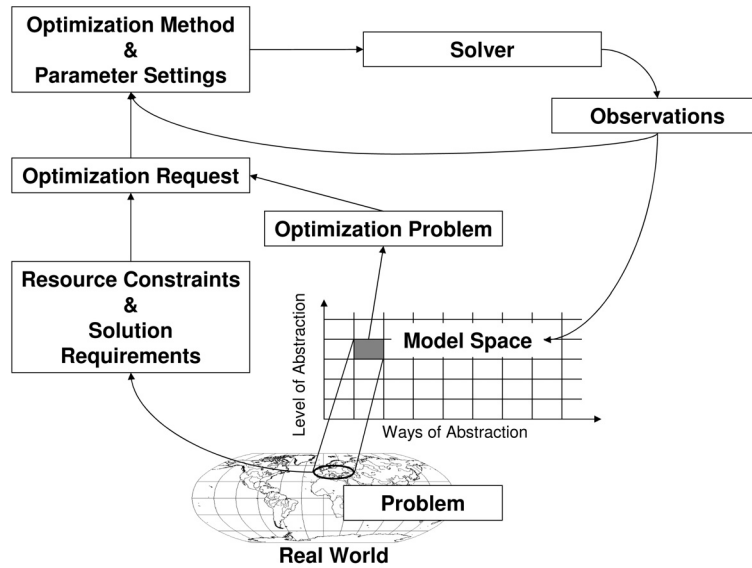 Optimization Method
&
Parameter Settings
Solver
Observations
Optimization Request
Optimization Problem
Resource Constraints
&
Solution
Requirements
Level of Abstraction
Model Space
Ways of Abstraction
Problem
Real World